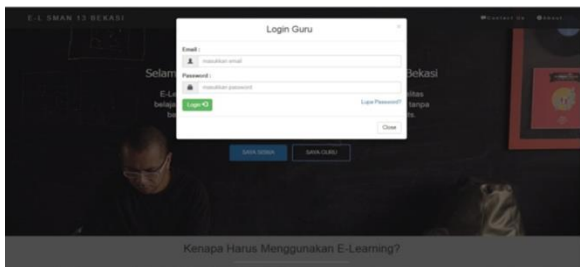 E-L SMAN 13 BEKASI
Contact Us About
Login Guru ×
Email :
masukkan email
Password :
masukkan password
Login
Lupa Password?
Close
Selam Bekasi
E-Le litas
belaja tanpa
be ts.
SAYA SISWA SAYA GURU
Kenapa Harus Menggunakan E-Learning?